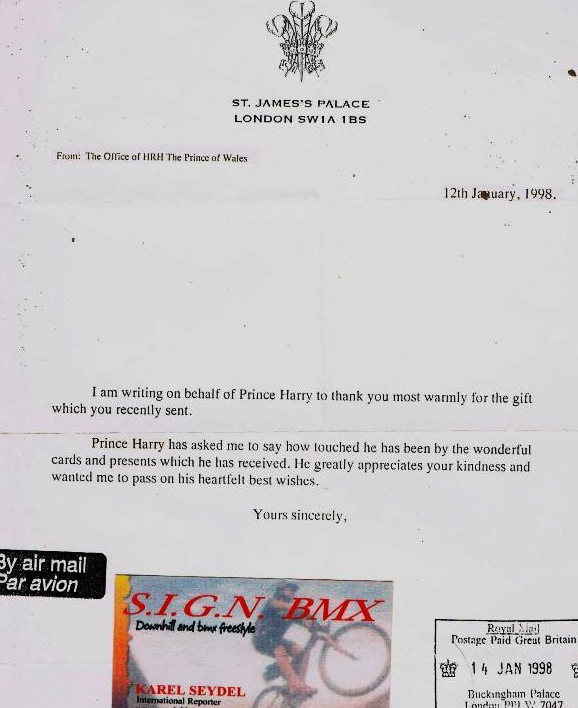 ST. JAMES'S PALACE
LONDON SW1A 1BS
From: The Office of HRH The Prince of Wales
12th January, 1998.
I am writing on behalf of Prince Harry to thank you most warmly for the gift
which you recently sent.
Prince Harry has asked me to say how touched he has been by the wonderful
cards and presents which he has received. He greatly appreciates your kindness and
wanted me to pass on his heartfelt best wishes.
Yours sincerely,
By air mail
Par avion
S.I.G.N BMX
Downhill and bmx freestyle
KAREL SEYDEL
International Reporter
Royal Mail
Postage Paid Great Britain
14 JAN 1998
Buckingham Palace
London PPI W 7047